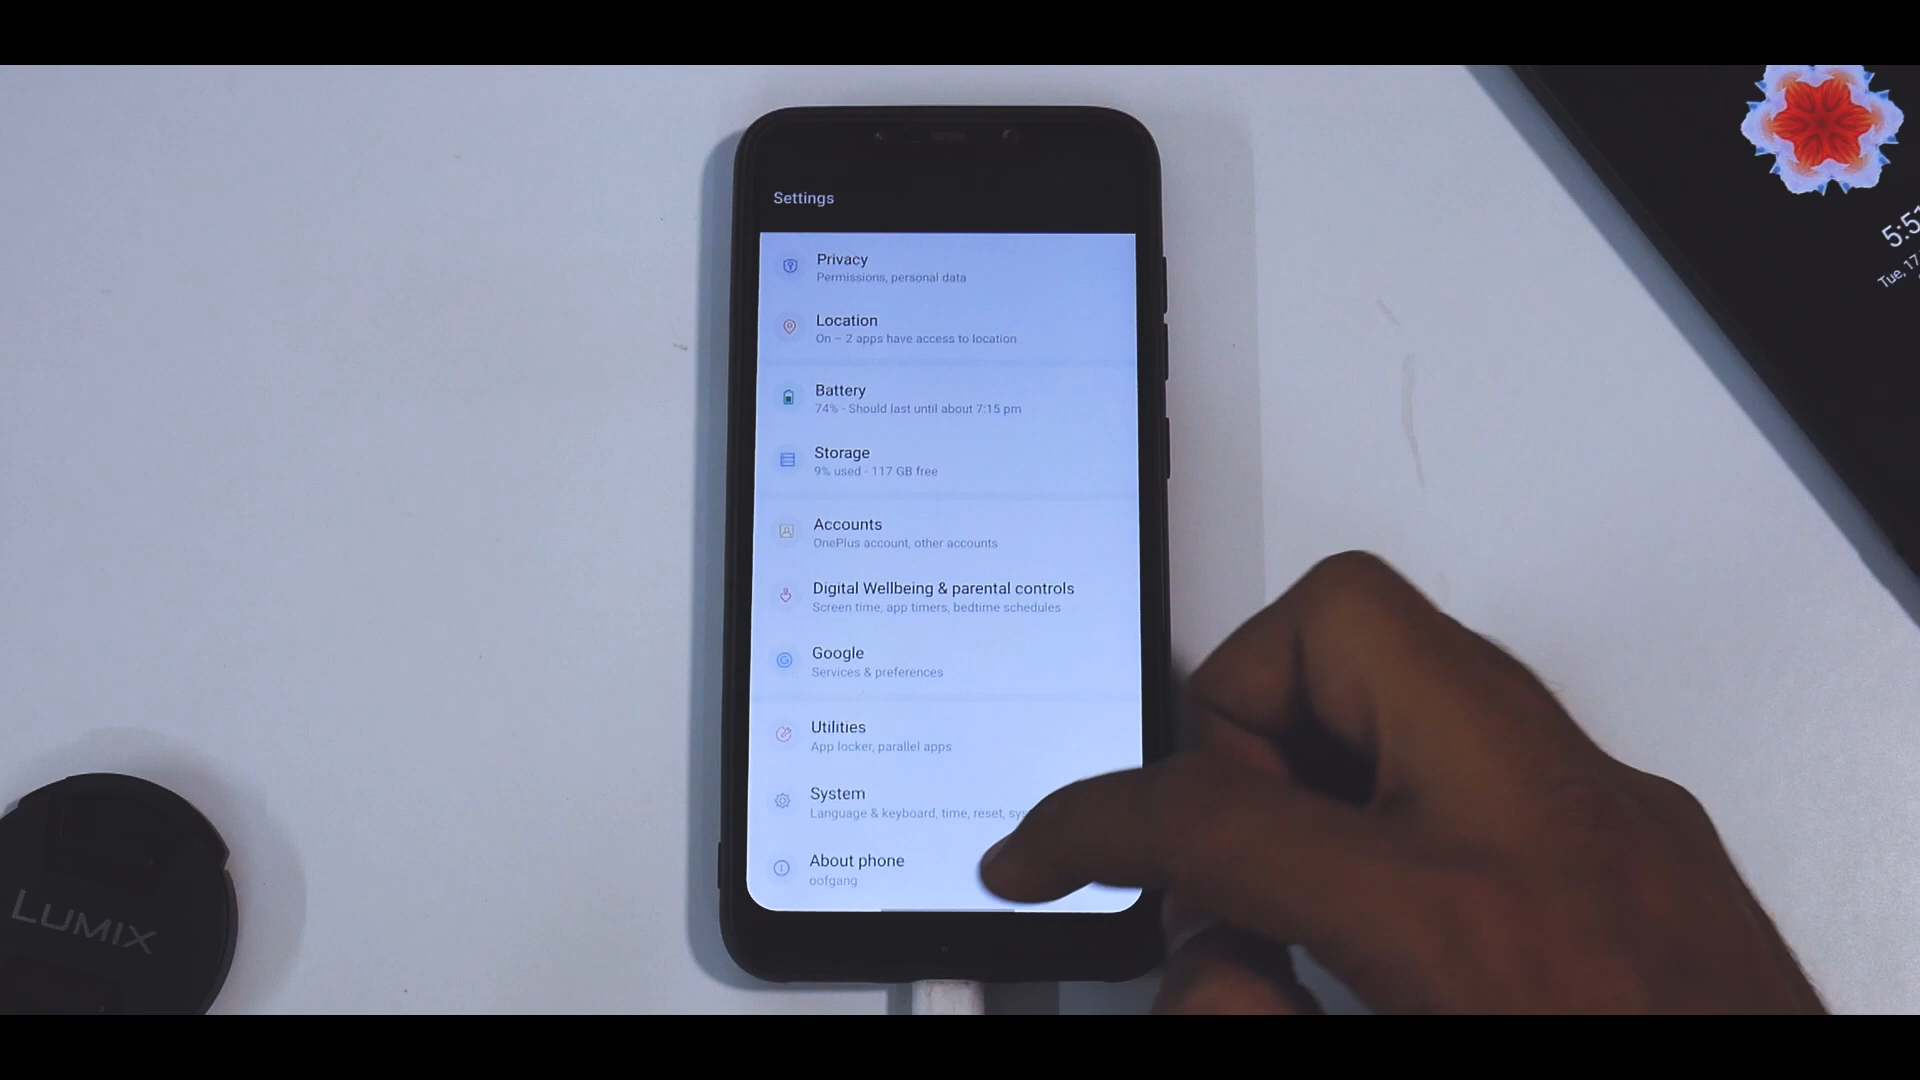 Settings
Privacy
Permissions, personal data
Location
On – 2 apps have access to location
Battery
74% - Should last until about 7:15 pm
Storage
9% used - 117 GB free
Accounts
OnePlus account, other accounts
Digital Wellbeing & parental controls
Screen time, app timers, bedtime schedules
Google
Services & preferences
Utilities
App locker, parallel apps
System
Language & keyboard, time, reset,
About phone
oofgang
5:51
Tue, 17
LUMIX